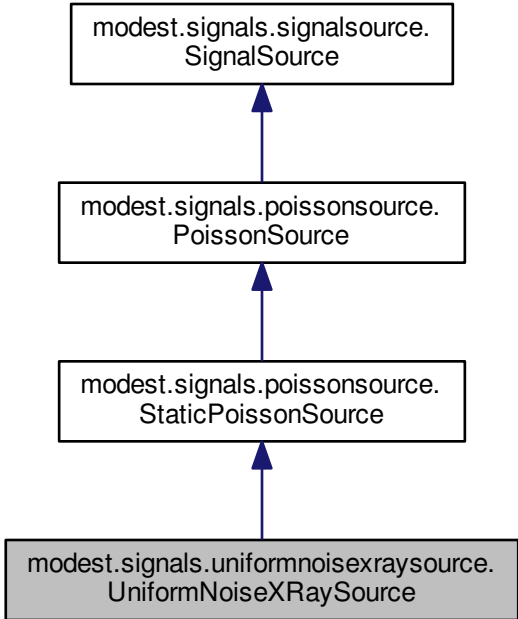 modest.signals.signalsource.
SignalSource
modest.signals.poissonsource.
PoissonSource
modest.signals.poissonsource.
StaticPoissonSource
modest.signals.uniformnoisexraysource.
UniformNoiseXRaySource